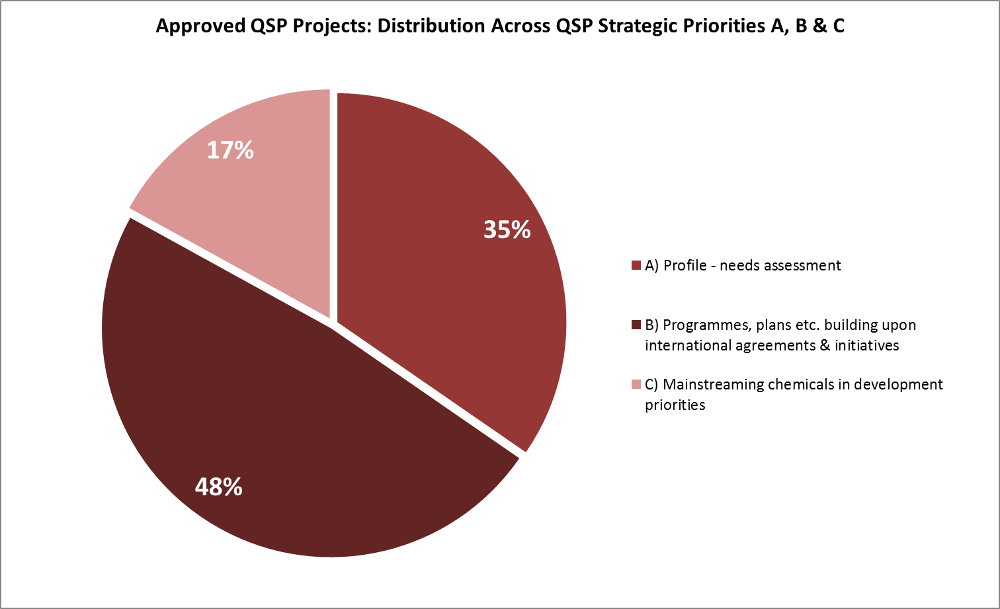 Approved QSP Projects: Distribution Across QSP Strategic Priorities A, B & C
17%
35%
48%
A) Profile - needs assessment
B) Programmes, plans etc. building upon
international agreements & initiatives
C) Mainstreaming chemicals in development
priorities